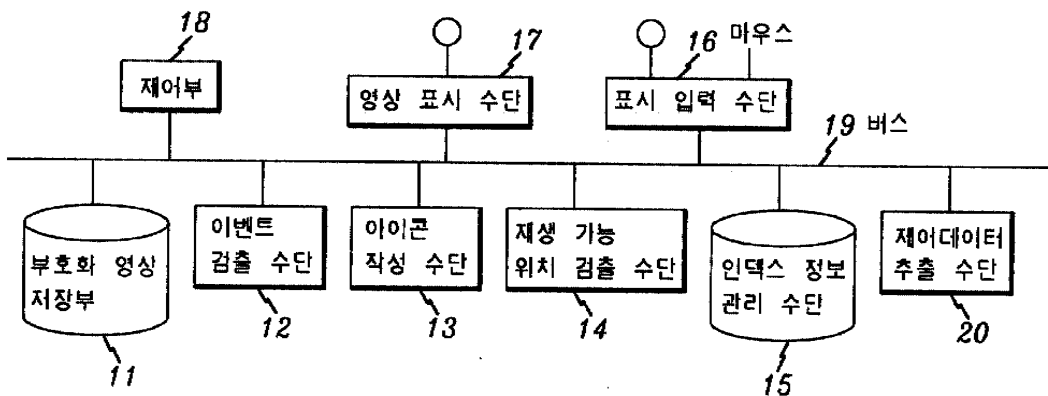 18
제어부
17
영상 표시 수단
16 마우스
표시 입력 수단
19 버스
부호화 영상
저장부
11
이벤트
검출 수단
12
아이콘
작성 수단
13
재생 가능
위치 검출 수단
14
인덱스 정보
관리 수단
15
제어데이터
추출 수단
20